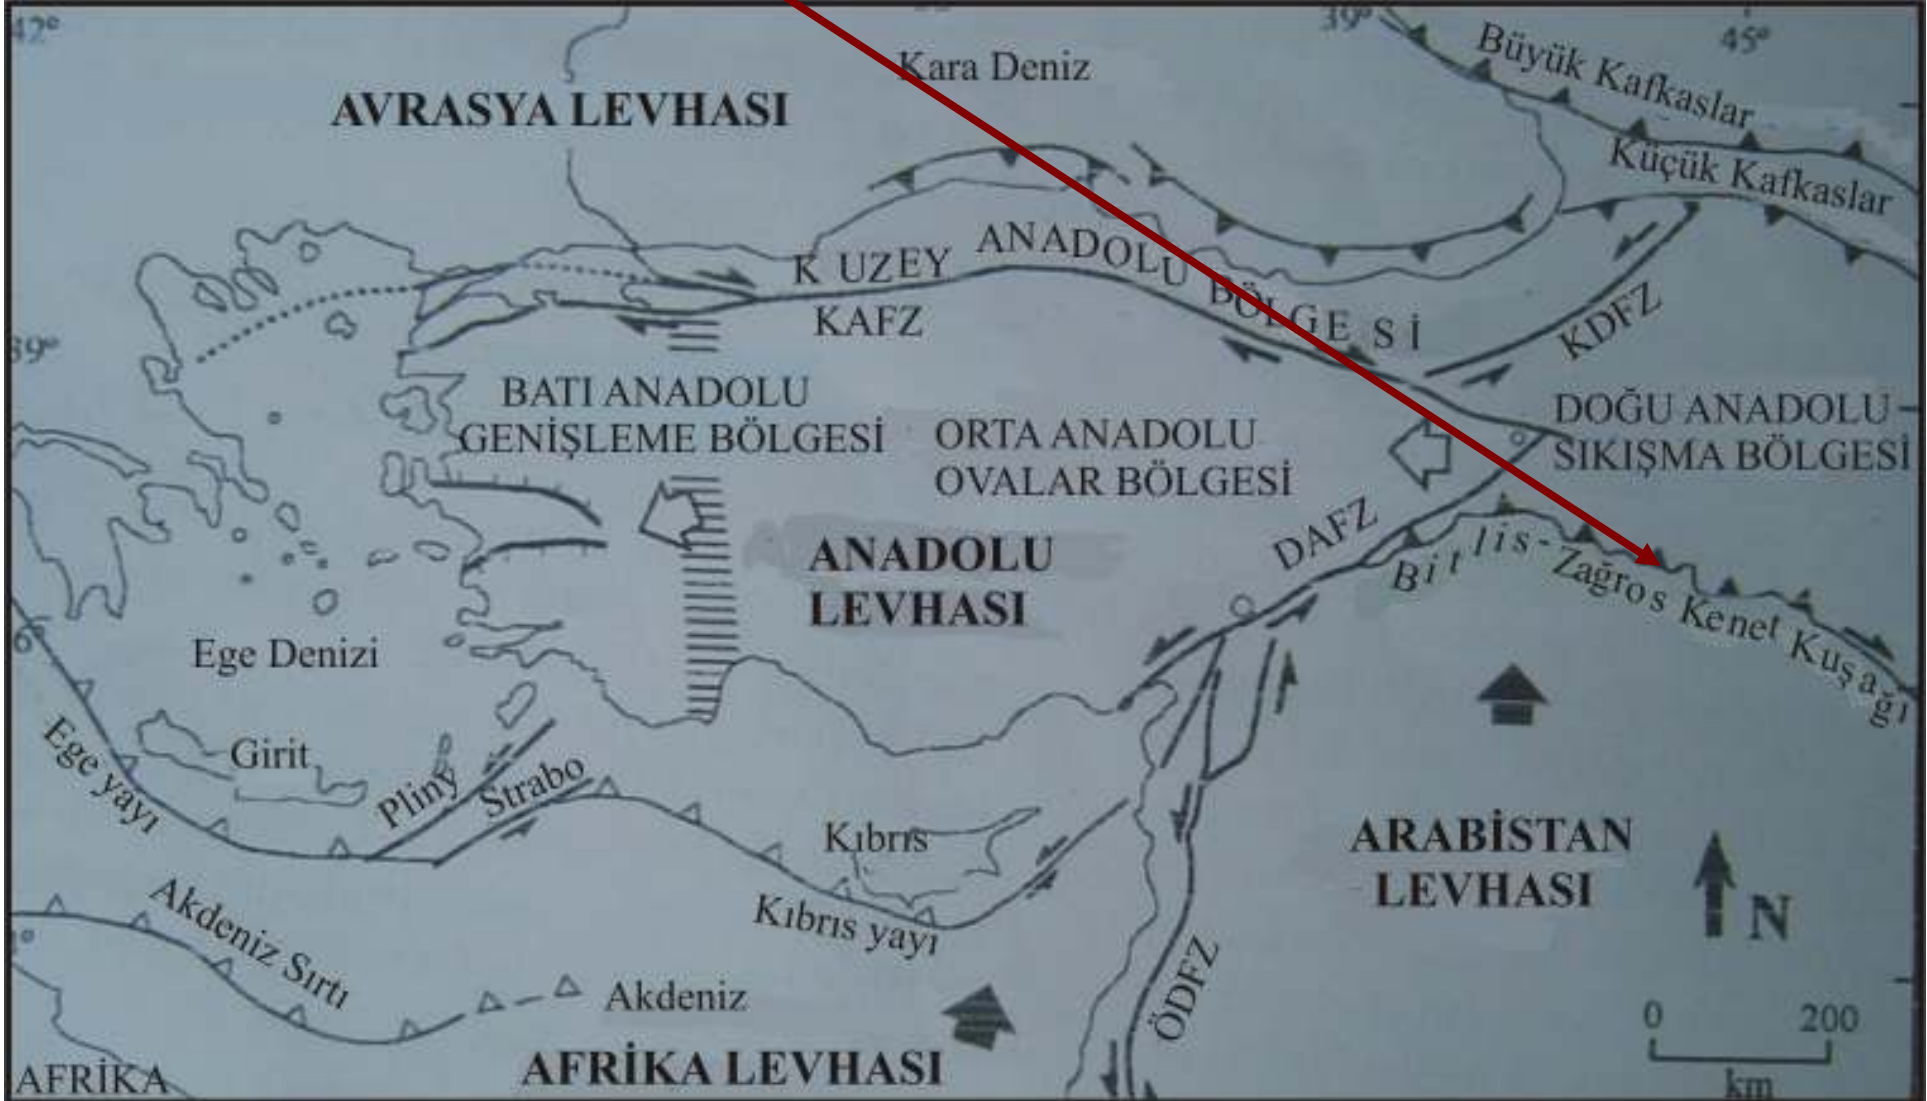 42°
39°
45°
Kara Deniz
Büyük Kafkaslar
AVRASYA LEVHASI
Küçük Kafkaslar
KUZEY ANADOLU BÖLGESİ
KAFZ
KDFZ
39°
BATI ANADOLU
GENİŞLEME BÖLGESİ
ORTA ANADOLU
OVALAR BÖLGESİ
DOĞU ANADOLU
SIKIŞMA BÖLGESİ
DAFZ
Bitlis-Zağros Kenet Kuşağı
ANADOLU
LEVHASI
Ege Denizi
Girit
Ege yayı
Pliny
Strabo
Kıbrıs
Kıbrıs yayı
ARABİSTAN
LEVHASI
N
Akdeniz Sırtı
Akdeniz
ÖDFZ
0 200
km
AFRİKA LEVHASI
AFRİKA